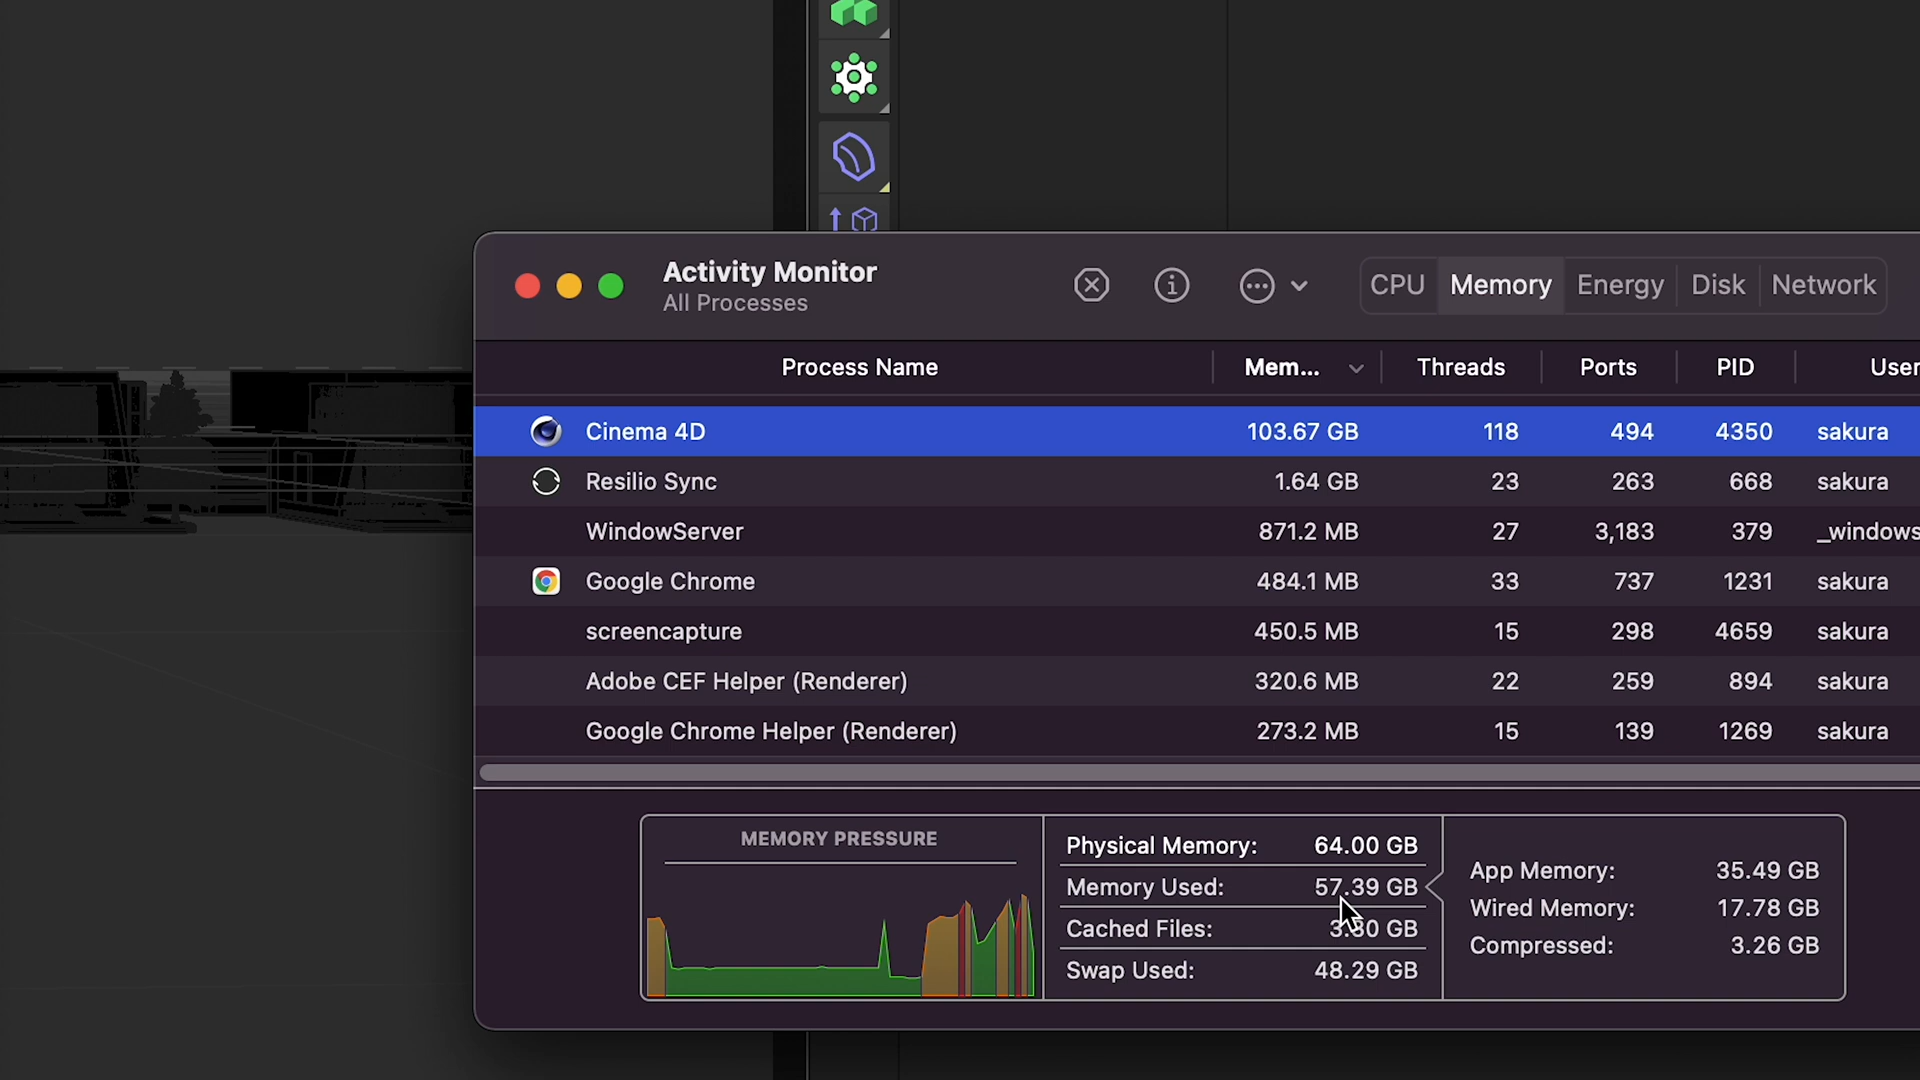 Activity Monitor
All Processes
CPU Memory Energy Disk Network
Process Name Mem... Threads Ports PID User
Cinema 4D 103.67 GB 118 494 4350 sakura
Resilio Sync 1.64 GB 23 263 668 sakura
WindowServer 871.2 MB 27 3,183 379 _windows
Google Chrome 484.1 MB 33 737 1231 sakura
screencapture 450.5 MB 15 298 4659 sakura
Adobe CEF Helper (Renderer) 320.6 MB 22 259 894 sakura
Google Chrome Helper (Renderer) 273.2 MB 15 139 1269 sakura
MEMORY PRESSURE
Physical Memory: 64.00 GB
Memory Used: 57.39 GB
Cached Files: GB
Swap Used: 48.29 GB
App Memory: 35.49 GB
Wired Memory: 17.78 GB
Compressed: 3.26 GB